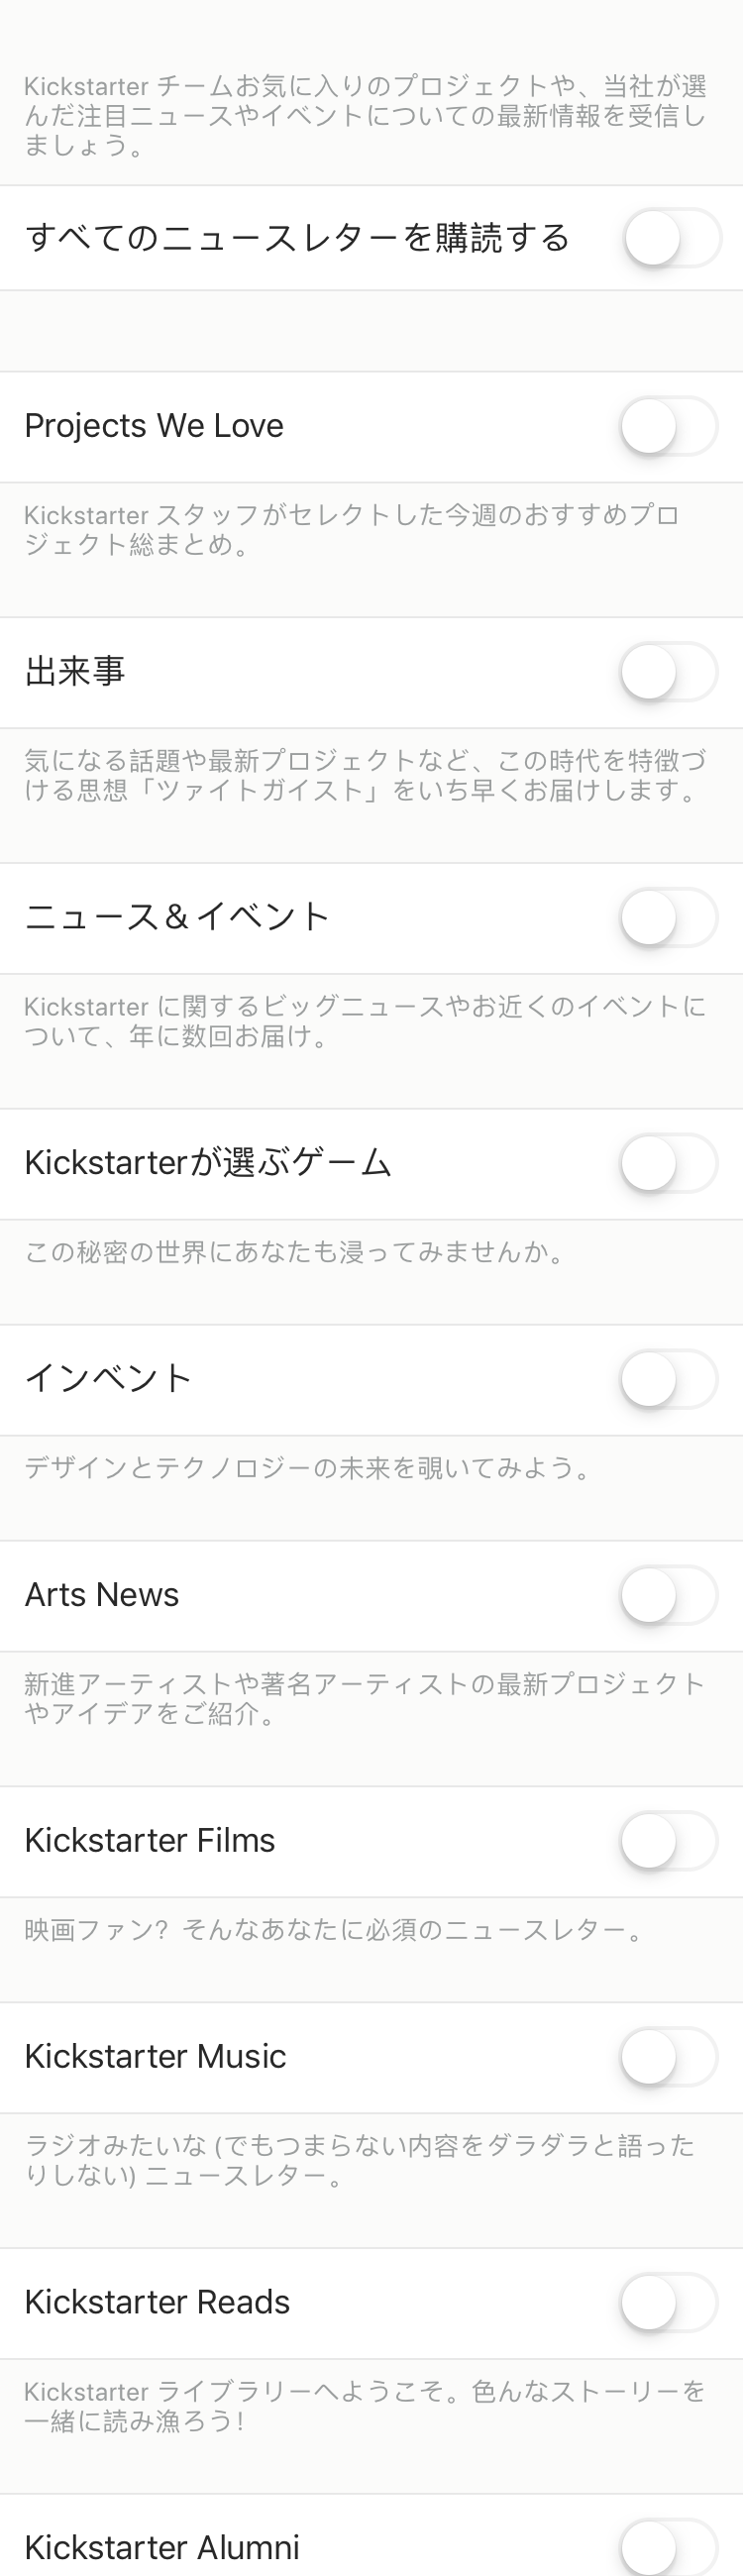 Kickstarter チームお気に入りのプロジェクトや、当社が選
んだ注目ニュースやイベントについての最新情報を受信し
ましょう。
すべてのニュースレターを購読する
Projects We Love
Kickstarter スタッフがセレクトした今週のおすすめプロ
ジェクト総まとめ。
出来事
気になる話題や最新プロジェクトなど、この時代を特徴づ
ける思想「ツァイトガイスト」をいち早くお届けします。
ニュース＆イベント
Kickstarter に関するビッグニュースやお近くのイベントに
ついて、年に数回お届け。
Kickstarterが選ぶゲーム
この秘密の世界にあなたも浸ってみませんか。
インベント
デザインとテクノロジーの未来を覗いてみよう。
Arts News
新進アーティストや著名アーティストの最新プロジェクト
やアイデアをご紹介。
Kickstarter Films
映画ファン？ そんなあなたに必須のニュースレター。
Kickstarter Music
ラジオみたいな (でもつまらない内容をダラダラと語った
りしない) ニュースレター。
Kickstarter Reads
Kickstarter ライブラリーへようこそ。色んなストーリーを
一緒に読み漁ろう！
Kickstarter Alumni